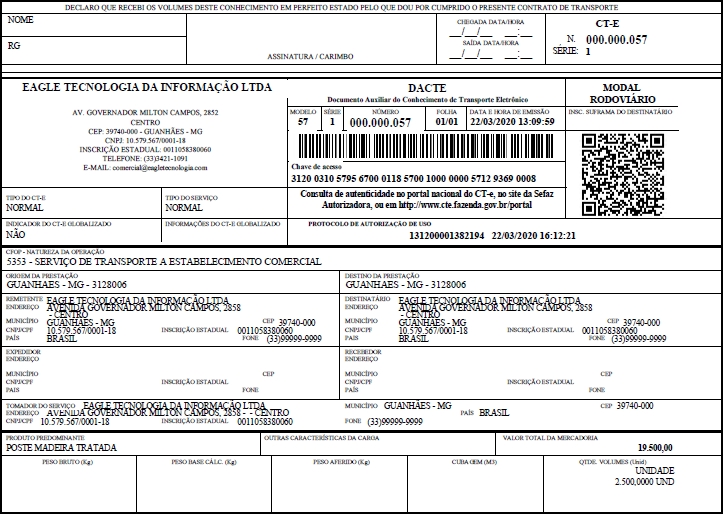 DECLARO QUE RECEBI OS VOLUMES DESTE CONHECIMENTO EM PERFEITO ESTADO PELO QUE DOU POR CUMPRIDO O PRESENTE CONTRATO DE TRANSPORTE
NOME
RG
ASSINATURA / CARIMBO
CHEGADA DATA/HORA
__/__/__ __:__
SAÍDA DATA/HORA
__/__/__ __:__
CT-E
N. 000.000.057
SÉRIE: 1
EAGLE TECNOLOGIA DA INFORMAÇÃO LTDA
AV. GOVERNADOR MILTON CAMPOS, 2852
CENTRO
CEP: 39740-000 - GUANHÃES - MG
CNPJ: 10.579.567/0001-18
INSCRIÇÃO ESTADUAL: 0011058380060
TELEFONE: (33)3421-1091
E-MAIL: comercial@eagletecnologia.com
DACTE
Documento Auxiliar do Conhecimento de Transporte Eletrônico
MODELO SÉRIE NÚMERO FOLHA DATA E HORA DE EMISSÃO
57 1 000.000.057 01/01 22/03/2020 13:09:59
Chave de acesso
3120 0310 5795 6700 0118 5700 1000 0000 5712 9369 0008
Consulta de autenticidade no portal nacional do CT-e, no site da Sefaz
Autorizadora, ou em http://www.cte.fazenda.gov.br/portal
MODAL
RODOVIÁRIO
INSC. SUFRAMA DO DESTINATÁRIO
TIPO DO CT-E TIPO DO SERVIÇO
NORMAL NORMAL
INDICADOR DO CT-E GLOBALIZADO INFORMAÇÕES DO CT-E GLOBALIZADO
NÃO
PROTOCOLO DE AUTORIZAÇÃO DE USO
131200001382194 22/03/2020 16:12:21
CFOP - NATUREZA DA OPERAÇÃO
5353 - SERVIÇO DE TRANSPORTE A ESTABELECIMENTO COMERCIAL
ORIGEM DA PRESTAÇÃO
GUANHAES - MG - 3128006
DESTINO DA PRESTAÇÃO
GUANHAES - MG - 3128006
REMETENTE EAGLE TECNOLOGIA DA INFORMAÇÃO LTDA
ENDEREÇO AVENIDA GOVERNADOR MILTON CAMPOS, 2858
- CENTRO
MUNICÍPIO GUANHÃES - MG CEP 39740-000
CNPJ/CPF 10.579.567/0001-18 INSCRIÇÃO ESTADUAL 0011058380060
PAÍS BRASIL FONE (33)99999-9999
DESTINATÁRIO EAGLE TECNOLOGIA DA INFORMAÇÃO LTDA
ENDEREÇO AVENIDA GOVERNADOR MILTON CAMPOS, 2858
- CENTRO
MUNICÍPIO GUANHÃES - MG CEP 39740-000
CNPJ/CPF 10.579.567/0001-18 INSCRIÇÃO ESTADUAL 0011058380060
PAÍS BRASIL FONE (33)99999-9999
EXPEDIDOR
ENDEREÇO
MUNICÍPIO CEP
CNPJ/CPF INSCRIÇÃO ESTADUAL
PAÍS FONE
RECEBEDOR
ENDEREÇO
MUNICÍPIO CEP
CNPJ/CPF INSCRIÇÃO ESTADUAL
PAÍS FONE
TOMADOR DO SERVIÇO EAGLE TECNOLOGIA DA INFORMAÇÃO LTDA
ENDEREÇO AVENIDA GOVERNADOR MILTON CAMPOS, 2858 - - CENTRO
CNPJ/CPF 10.579.567/0001-18 INSCRIÇÃO ESTADUAL 0011058380060
MUNICÍPIO GUANHÃES - MG CEP 39740-000
PAÍS BRASIL
FONE (33)99999-9999
PRODUTO PREDOMINANTE OUTRAS CARACTERÍSTICAS DA CARGA VALOR TOTAL DA MERCADORIA
POSTE MADEIRA TRATADA 19.500,00
PESO BRUTO (Kg) PESO BASE CÁLC. (Kg) PESO AFERIDO (Kg) CUBAGEM (M3) QTDE. VOLUMES (Unid)
UNIDADE
2.500,0000 UND